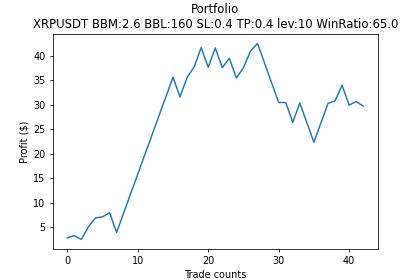 Portfolio
XRPUSDT BBM:2.6 BBL:160 SL:0.4 TP:0.4 lev:10 WinRatio:65.0
Profit ($)
40
35
30
25
20
15
10
5
0 10 20 30 40
Trade counts